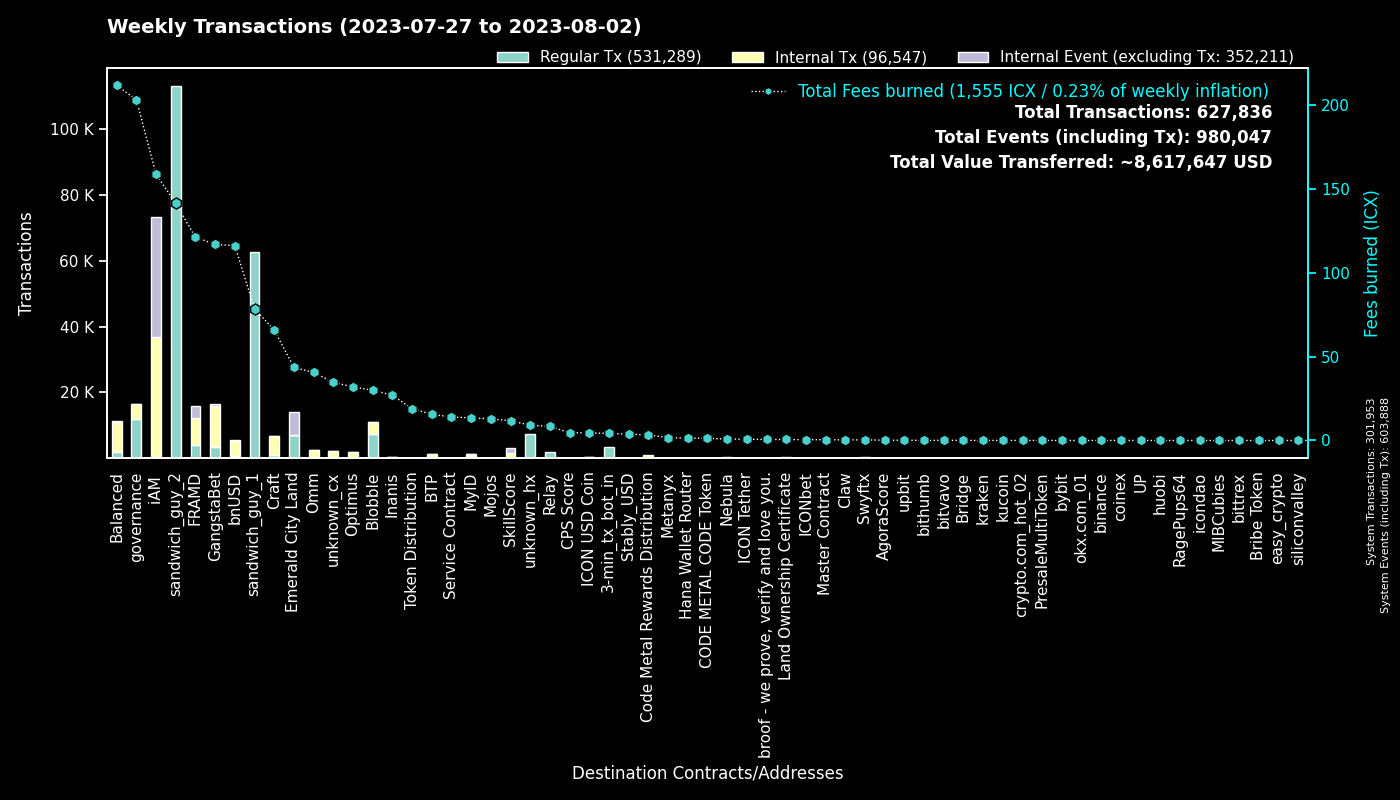 Weekly Transactions (2023-07-27 to 2023-08-02)
Regular Tx (531,289)
Internal Tx (96,547)
Internal Event (excluding Tx: 352,211)
Total Fees burned (1,555 ICX / 0.23% of weekly inflation)
Total Transactions: 627,836
Total Events (including Tx): 980,047
Total Value Transferred: ~8,617,647 USD
Transactions
100 K
80 K
60 K
40 K
20 K
200
150
100
50
0
Fees burned (ICX)
System Transactions: 301,953
System Events (including Tx): 603,888
Balanced
governance
iAM
sandwich_guy_2
FRAMD
GangstaBet
bnUSD
sandwich_guy_1
Craft
Emerald City Land
Omm
unknown_cx
Optimus
Blobble
Inanis
Token Distribution
BTP
Service Contract
MyID
Mojos
SkillScore
unknown_hx
Relay
CPS Score
ICON USD Coin
3-min_tx_bot_in
Stably_USD
Code Metal Rewards Distribution
Metanyx
Hana Wallet Router
CODE METAL CODE Token
Nebula
ICON Tether
broof - we prove, verify and love you.
Land Ownership Certificate
ICONbet
Master Contract
Claw
Swyftx
AgoraScore
upbit
bithumb
bitvavo
Bridge
kraken
kucoin
crypto.com_hot_02
PresaleMultiToken
bybit
okx.com_01
binance
coinex
UP
huobi
RagePups64
icondao
MIBCubies
bittrex
Bribe Token
easy_crypto
siliconvalley
Destination Contracts/Addresses